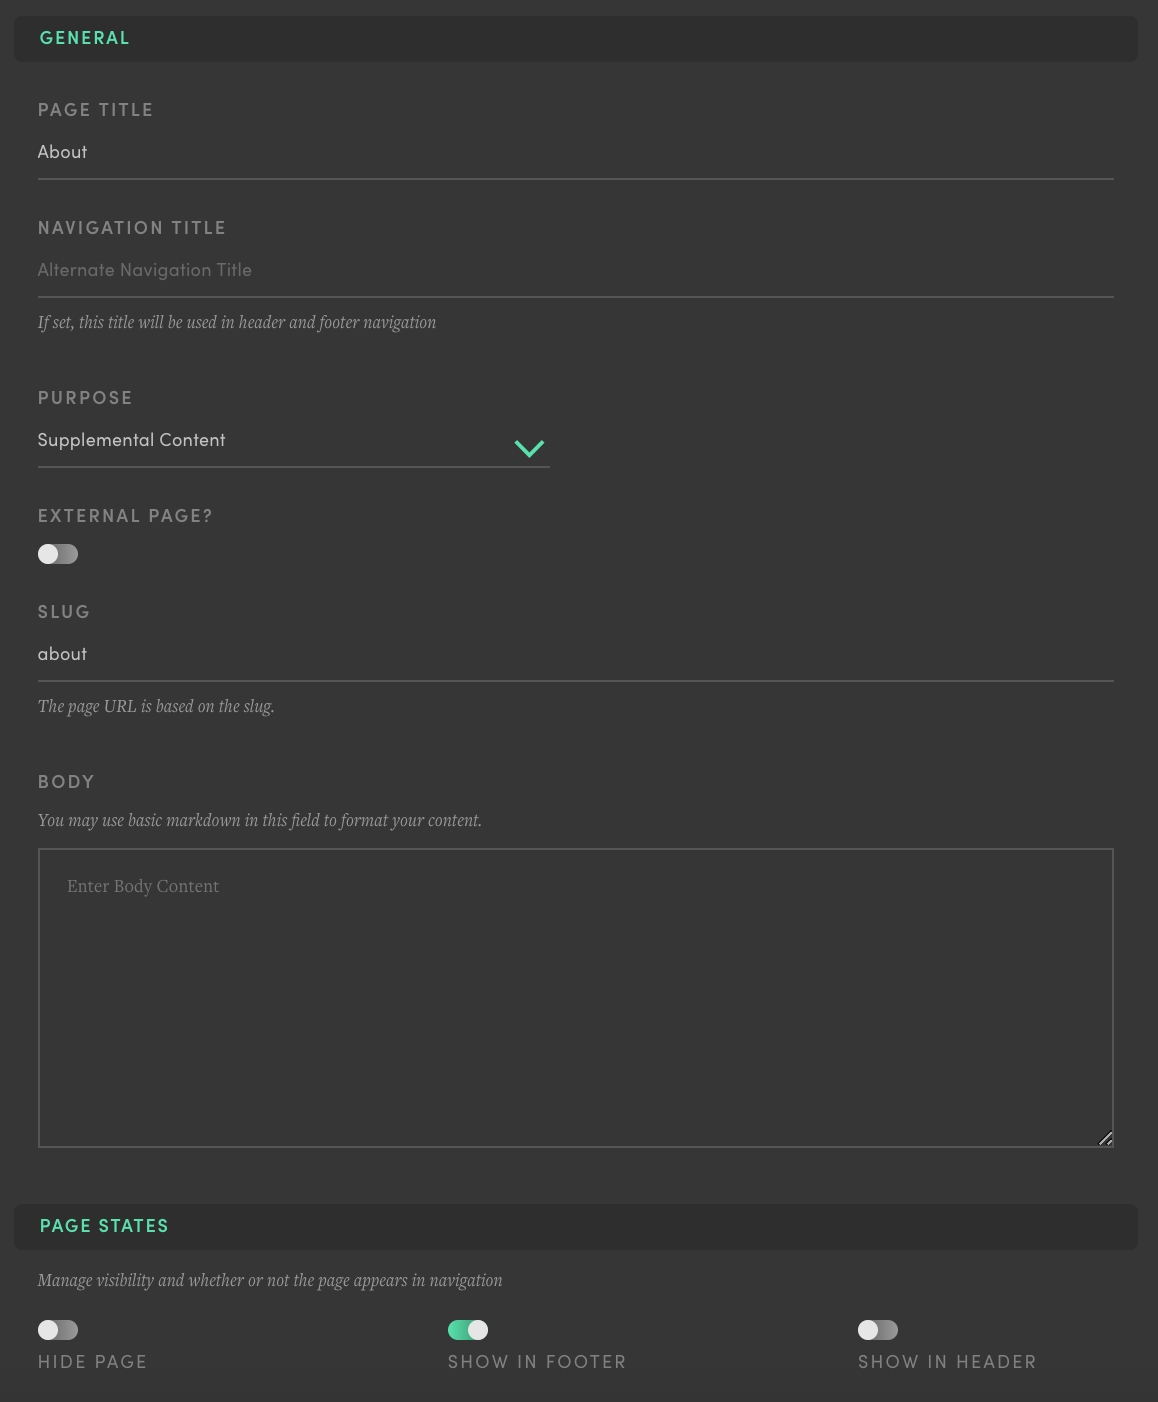 GENERAL
PAGE TITLE
About
NAVIGATION TITLE
Alternate Navigation Title
If set, this title will be used in header and footer navigation
PURPOSE
Supplemental Content
EXTERNAL PAGE?
SLUG
about
The page URL is based on the slug.
BODY
You may use basic markdown in this field to format your content.
Enter Body Content
PAGE STATES
Manage visibility and whether or not the page appears in navigation
HIDE PAGE
SHOW IN FOOTER
SHOW IN HEADER